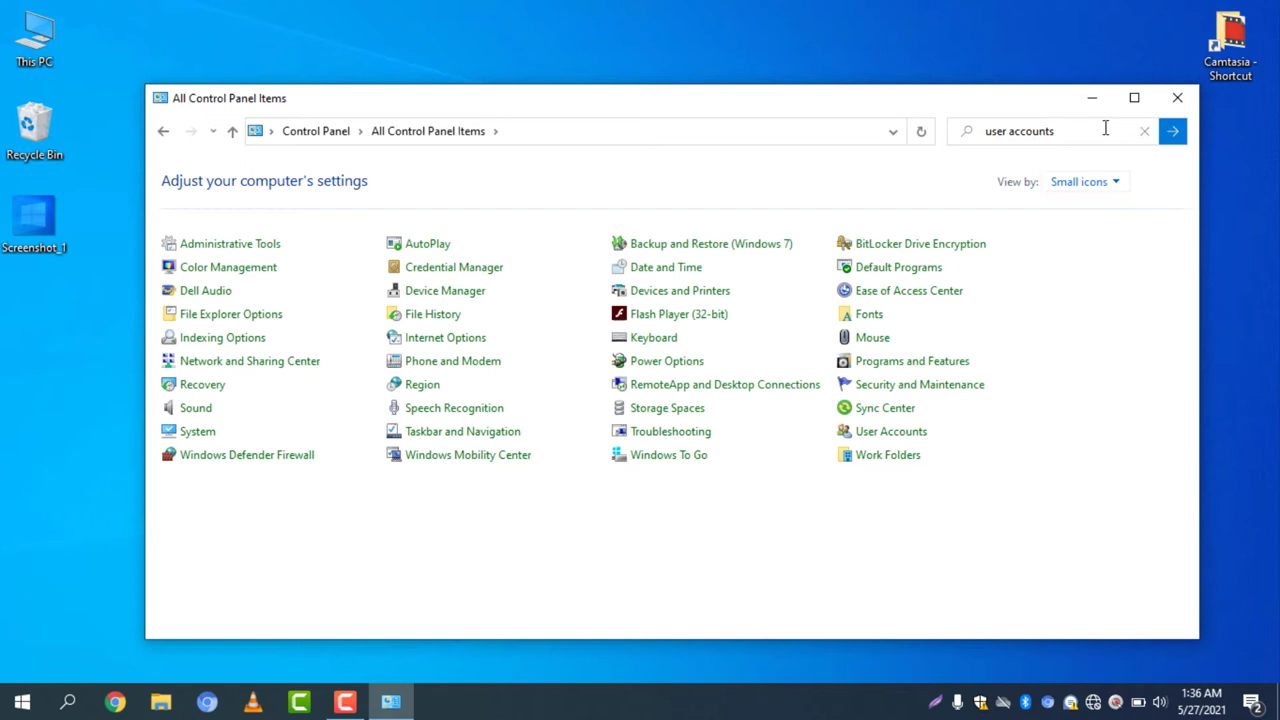 This PC
Recycle Bin
Screenshot_1
Camtasia -
Shortcut
All Control Panel Items
Control Panel
All Control Panel Items
user accounts
Adjust your computer's settings
View by: Small icons
Administrative Tools
AutoPlay
Backup and Restore (Windows 7)
BitLocker Drive Encryption
Color Management
Credential Manager
Date and Time
Default Programs
Dell Audio
Device Manager
Devices and Printers
Ease of Access Center
File Explorer Options
File History
Flash Player (32-bit)
Fonts
Indexing Options
Internet Options
Keyboard
Mouse
Network and Sharing Center
Phone and Modem
Power Options
Programs and Features
Recovery
Region
RemoteApp and Desktop Connections
Security and Maintenance
Sound
Speech Recognition
Storage Spaces
Sync Center
System
Taskbar and Navigation
Troubleshooting
User Accounts
Windows Defender Firewall
Windows Mobility Center
Windows To Go
Work Folders
1:36 AM
5/27/2021
2